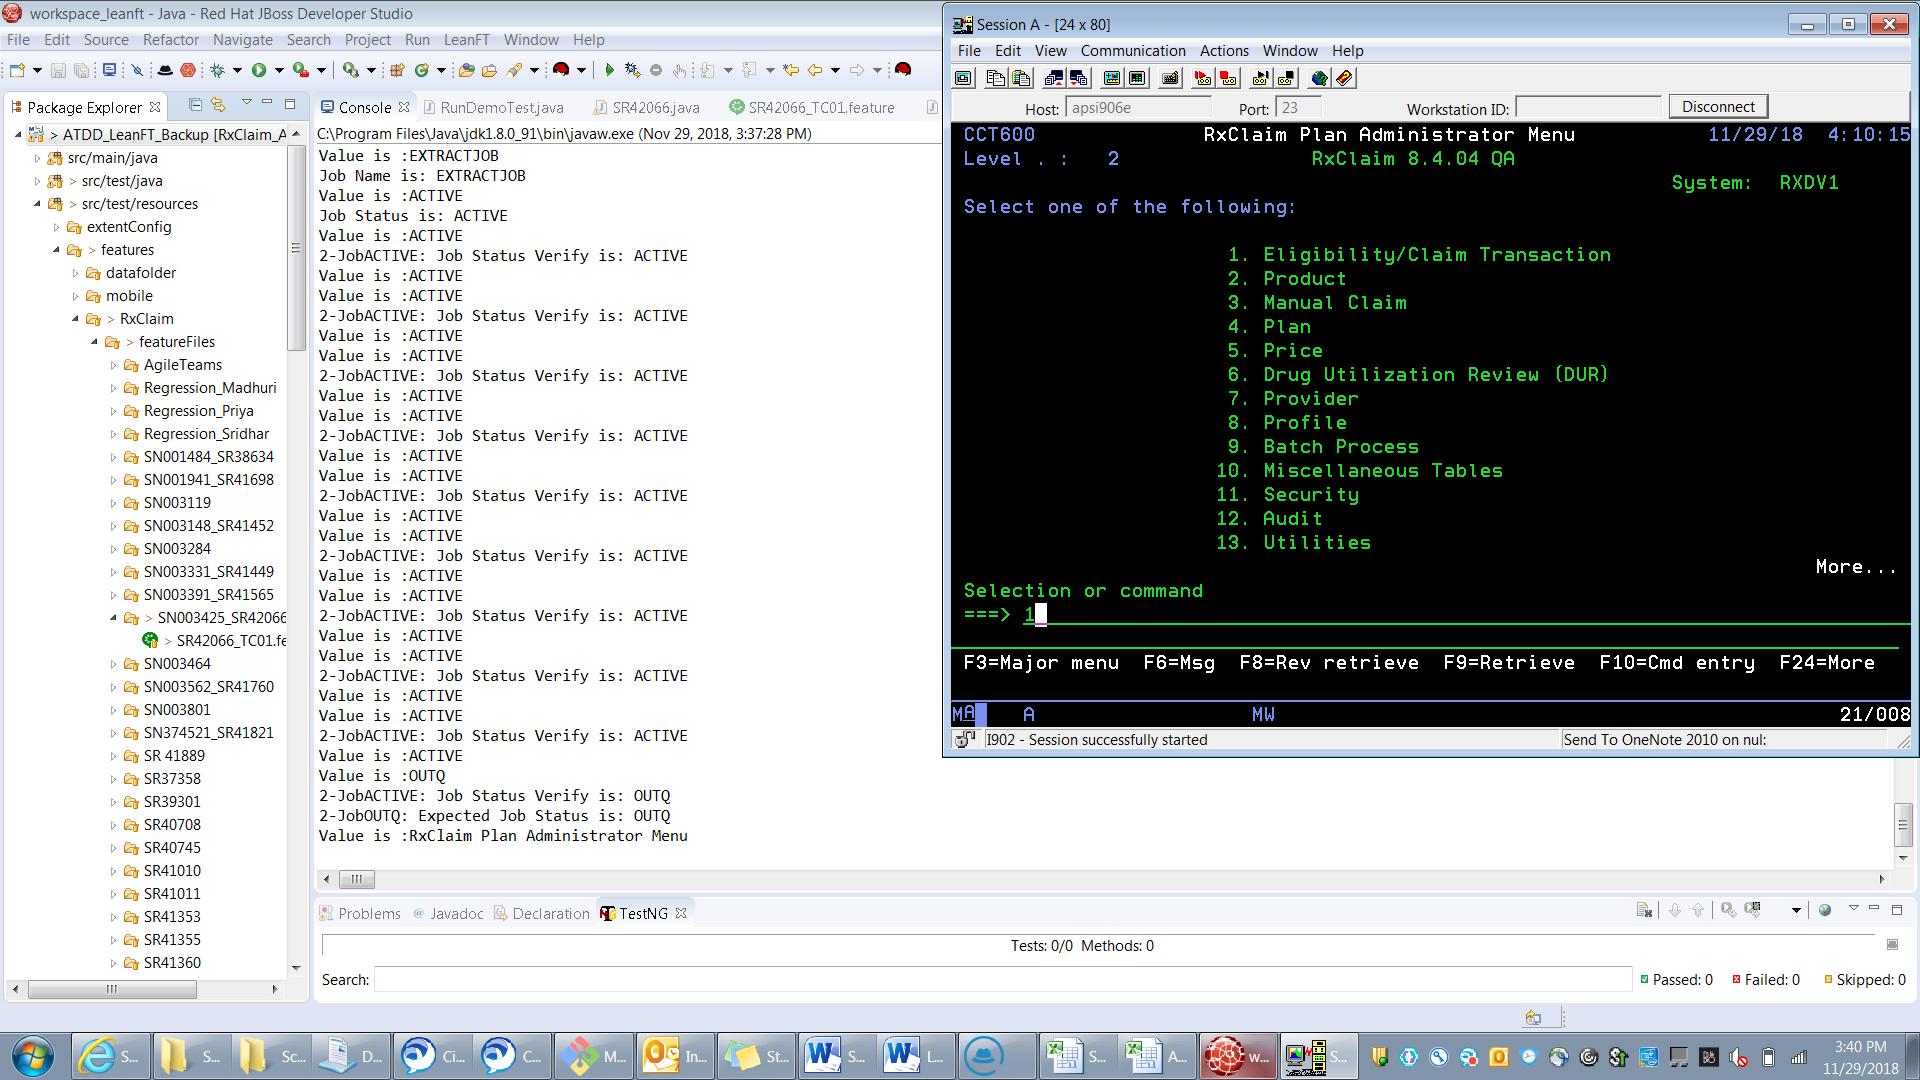 workspace_leanft - Java - Red Hat JBoss Developer Studio
File Edit Source Refactor Navigate Search Project Run LeanFT Window Help
Package Explorer
> ATDD_LeanFT_Backup [RxClaim_A
src/main/java
> src/test/java
> src/test/resources
extentConfig
> features
datafolder
mobile
> RxClaim
> featureFiles
AgileTeams
Regression_Madhuri
Regression_Priya
Regression_Sridhar
SN001484_SR38634
SN001941_SR41698
SN003119
SN003148_SR41452
SN003284
SN003331_SR41449
SN003391_SR41565
> SN003425_SR42066
> SR42066_TC01.fe
SN003464
SN003562_SR41760
SN003801
SN374521_SR41821
SR 41889
SR37358
SR39301
SR40708
SR40745
SR41010
SR41011
SR41353
SR41355
SR41360
Console RunDemoTest.java SR42066.java SR42066_TC01.feature
C:\Program Files\Java\jdk1.8.0_91\bin\javaw.exe (Nov 29, 2018, 3:37:28 PM)
Value is :EXTRACTJOB
Job Name is: EXTRACTJOB
Value is :ACTIVE
Job Status is: ACTIVE
Value is :ACTIVE
2-JobACTIVE: Job Status Verify is: ACTIVE
Value is :ACTIVE
Value is :ACTIVE
2-JobACTIVE: Job Status Verify is: ACTIVE
Value is :ACTIVE
Value is :ACTIVE
2-JobACTIVE: Job Status Verify is: ACTIVE
Value is :ACTIVE
Value is :ACTIVE
2-JobACTIVE: Job Status Verify is: ACTIVE
Value is :ACTIVE
Value is :ACTIVE
2-JobACTIVE: Job Status Verify is: ACTIVE
Value is :ACTIVE
Value is :ACTIVE
2-JobACTIVE: Job Status Verify is: ACTIVE
Value is :ACTIVE
Value is :ACTIVE
2-JobACTIVE: Job Status Verify is: ACTIVE
Value is :ACTIVE
Value is :ACTIVE
2-JobACTIVE: Job Status Verify is: ACTIVE
Value is :ACTIVE
Value is :ACTIVE
2-JobACTIVE: Job Status Verify is: ACTIVE
Value is :ACTIVE
Value is :OUTQ
2-JobACTIVE: Job Status Verify is: OUTQ
2-JobOUTQ: Expected Job Status is: OUTQ
Value is :RxClaim Plan Administrator Menu
Session A - [24 x 80]
File Edit View Communication Actions Window Help
Host: apsi906e Port: 23 Workstation ID: Disconnect
CCT600 RxClaim Plan Administrator Menu 11/29/18 4:10:15
Level . : 2 RxClaim 8.4.04 QA
System: RXDV1
Select one of the following:
1. Eligibility/Claim Transaction
2. Product
3. Manual Claim
4. Plan
5. Price
6. Drug Utilization Review (DUR)
7. Provider
8. Profile
9. Batch Process
10. Miscellaneous Tables
11. Security
12. Audit
13. Utilities
More...
Selection or command
===> 1
F3=Major menu F6=Msg F8=Rev retrieve F9=Retrieve F10=Cmd entry F24=More
MA A MW 21/008
I902 - Session successfully started Send To OneNote 2010 on nul:
Problems @ Javadoc Declaration TestNG
Tests: 0/0 Methods: 0
Search: Passed: 0 Failed: 0 Skipped: 0
S... S... Sc... D... Ci... C... M... In... St... S... L... S... A... w... S...
3:40 PM
11/29/2018